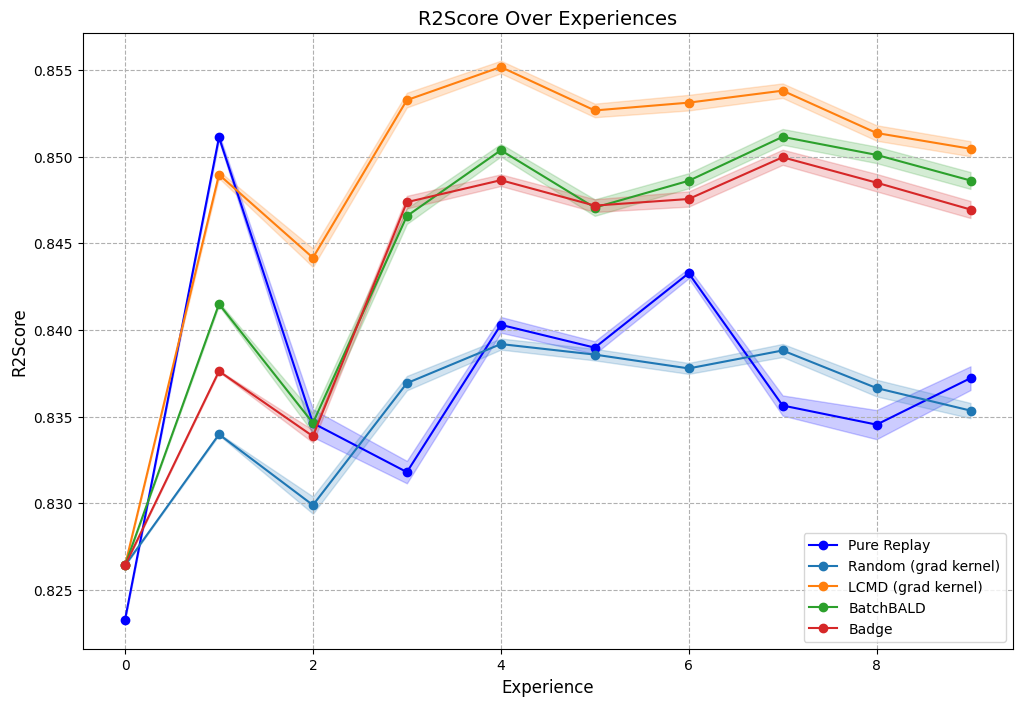 R2Score Over Experiences
R2Score
0.855
0.850
0.845
0.840
0.835
0.830
0.825
0
2
4
6
8
Experience
Pure Replay
Random (grad kernel)
LCMD (grad kernel)
BatchBALD
Badge